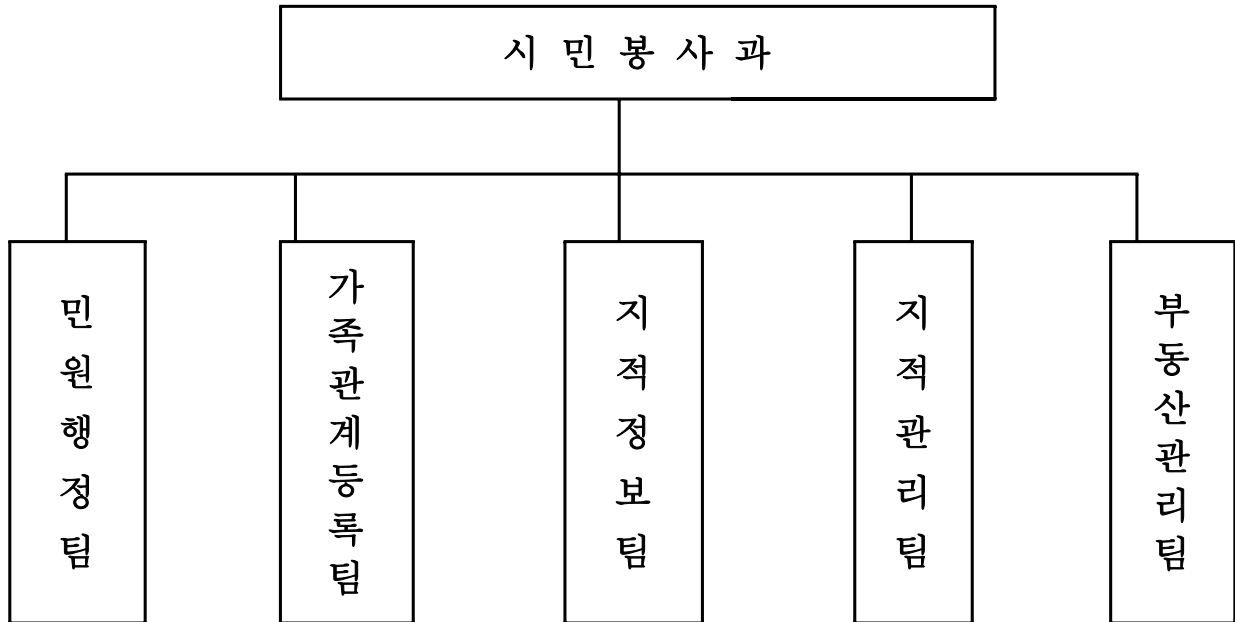 시 민 봉 사 과
민원행정팀
가족관계등록팀
지적정보팀
지적관리팀
부동산관리팀